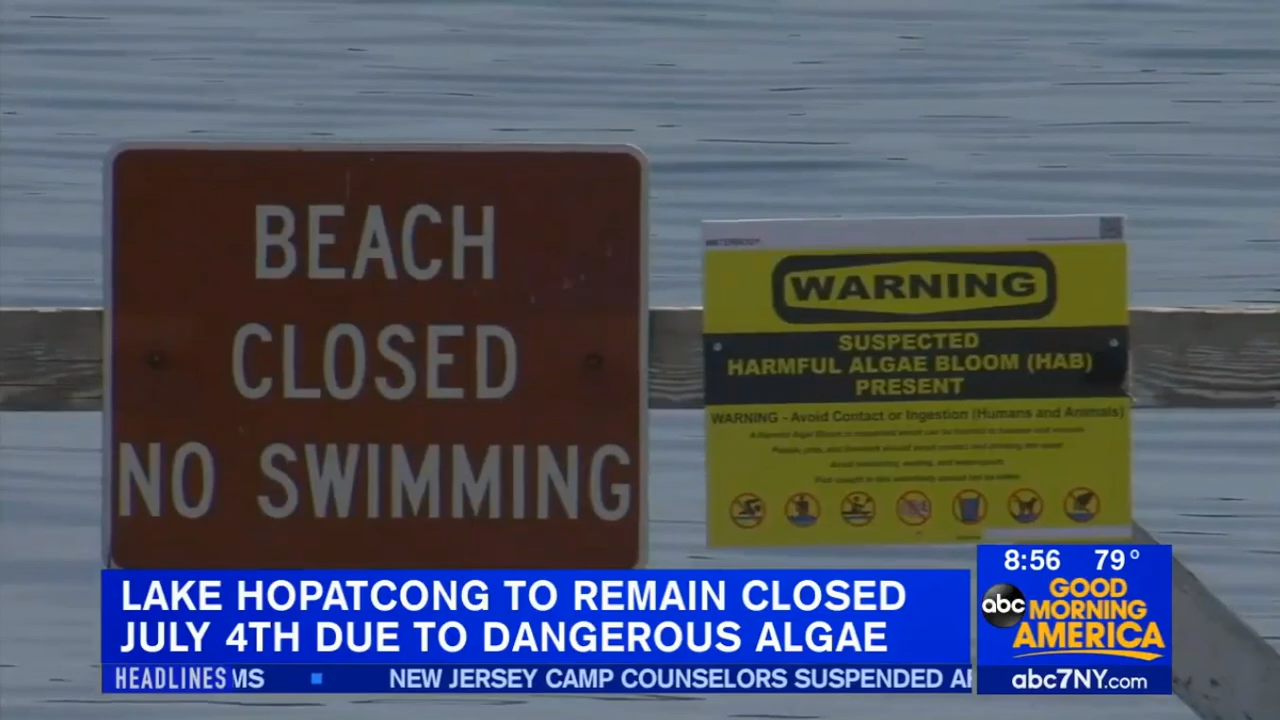 BEACH
CLOSED
NO SWIMMING
WARNING
SUSPECTED
HARMFUL ALGAE BLOOM (HAB)
PRESENT
WARNING - Avoid Contact or Ingestion (Humans and Animals)
LAKE HOPATCONG TO REMAIN CLOSED
JULY 4TH DUE TO DANGEROUS ALGAE
8:56 79°
abc
GOOD
MORNING
AMERICA
abc7NY.com
HEADLINES MS NEW JERSEY CAMP COUNSELORS SUSPENDED